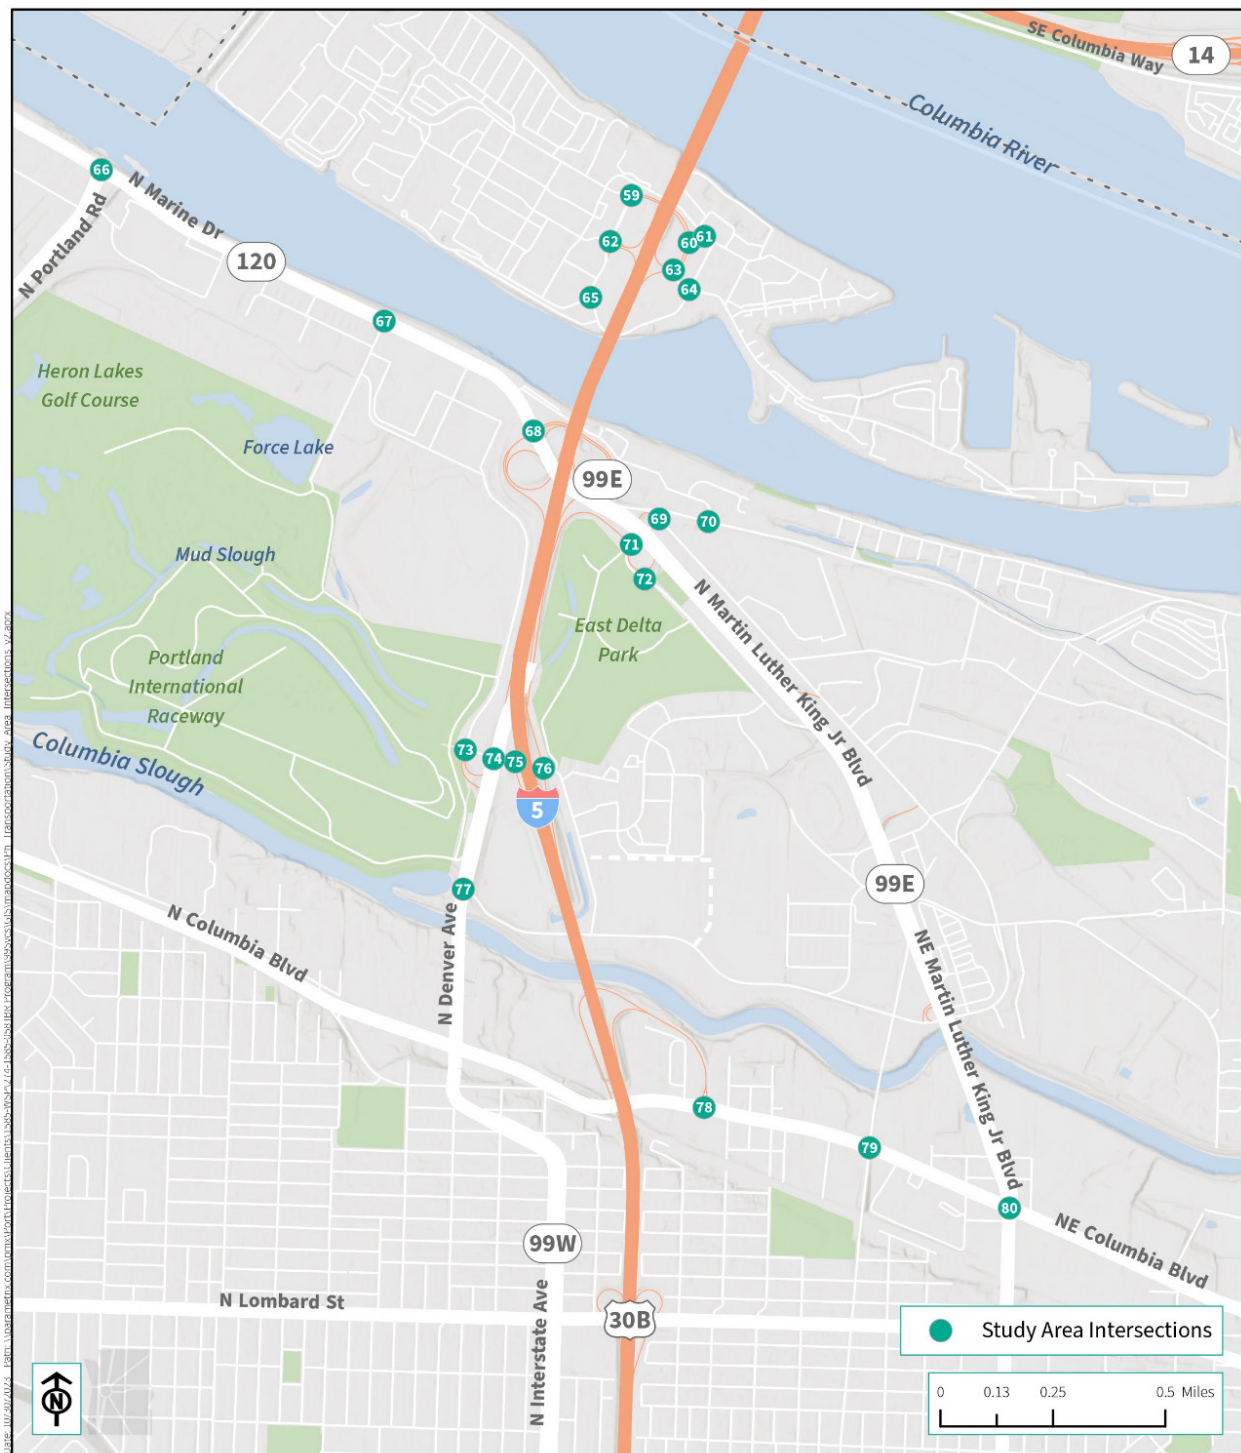 SE Columbia Way
14
Columbia River
66
N Marine Dr
N Portland Rd
120
59
62
60
61
63
64
65
67
Heron Lakes
Golf Course
Force Lake
68
99E
69
70
71
72
Mud Slough
N Martin Luther King Jr Blvd
East Delta
Park
Portland
International
Raceway
Columbia Slough
73
74
75
76
5
77
99E
N Columbia Blvd
N Denver Ave
NE Martin Luther King Jr Blvd
78
79
80
NE Columbia Blvd
99W
N Lombard St
N Interstate Ave
30B
Study Area Intersections
N
0 0.13 0.25 0.5 Miles